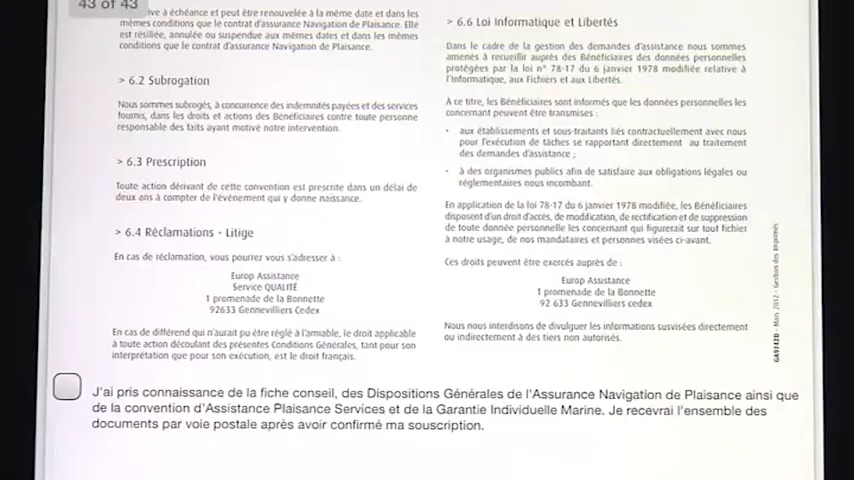 43 of 43
ive à échéance et peut être renouvelée à la même date et dans les
mêmes conditions que le contrat d'assurance Navigation de Plaisance. Elle
est résiliée, annulée ou suspendue aux mêmes dates et dans les mêmes
conditions que le contrat d'assurance Navigation de Plaisance.
> 6.2 Subrogation
Nous sommes subrogés, à concurrence des indemnités payées et des services
fournis, dans les droits et actions des Bénéficiaires contre toute personne
responsable des faits ayant motivé notre intervention.
> 6.3 Prescription
Toute action dérivant de cette convention est prescrite dans un délai de
deux ans à compter de l'événement qui y donne naissance.
> 6.4 Réclamations - Litige
En cas de réclamation, vous pourrez vous s'adresser à :
Europ Assistance
Service QUALITÉ
1 promenade de la Bonnette
92633 Gennevilliers Cedex
En cas de différend qui n'aurait pu être réglé à l'amiable, le droit applicable
à toute action découlant des présentes Conditions Générales, tant pour son
interprétation que pour son exécution, est le droit français.
> 6.6 Loi Informatique et Libertés
Dans le cadre de la gestion des demandes d'assistance nous sommes
amenés à recueillir auprès des Bénéficiaires des données personnelles
protégées par la loi n° 78-17 du 6 janvier 1978 modifiée relative à
l'Informatique, aux Fichiers et aux Libertés.
À ce titre, les Bénéficiaires sont informés que les données personnelles les
concernant peuvent être transmises :
• aux établissements et sous-traitants liés contractuellement avec nous
pour l'exécution de tâches se rapportant directement au traitement
des demandes d'assistance ;
• à des organismes publics afin de satisfaire aux obligations légales ou
réglementaires nous incombant.
En application de la loi 78-17 du 6 janvier 1978 modifiée, les Bénéficiaires
disposent d'un droit d'accès, de modification, de rectification et de suppression
de toute donnée personnelle les concernant qui figurerait sur tout fichier
à notre usage, de nos mandataires et personnes visées ci-avant.
Ces droits peuvent être exercés auprès de :
Europ Assistance
1 promenade de la Bonnette
92 633 Gennevilliers cedex
Nous nous interdisons de divulguer les informations susvisées directement
ou indirectement à des tiers non autorisés.
GA9142D - Mars 2012 - Gestion des Imprimés
J'ai pris connaissance de la fiche conseil, des Dispositions Générales de l'Assurance Navigation de Plaisance ainsi que
de la convention d'Assistance Plaisance Services et de la Garantie Individuelle Marine. Je recevrai l'ensemble des
documents par voie postale après avoir confirmé ma souscription.